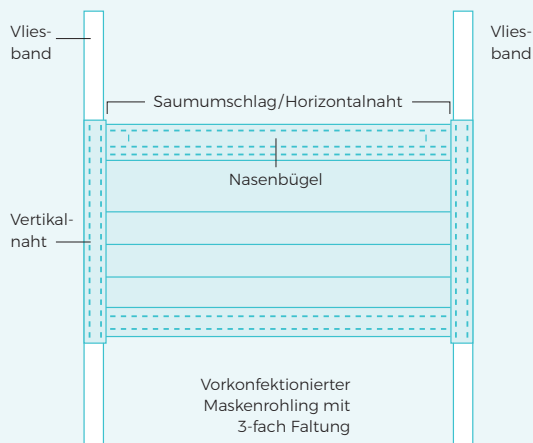 Vlies-
band
Vlies-
band
Saumumschlag/Horizontalnaht
Nasenbügel
Vertikal-
naht
Vorkonfektionierter
Maskenrohling mit
3-fach Faltung